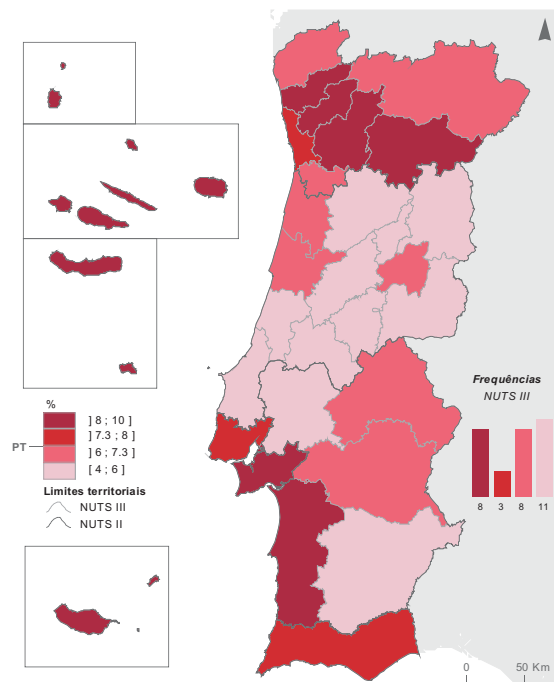 %
] 8 ; 10 ]
] 7.3 ; 8 ]
PT
] 6 ; 7.3 ]
[ 4 ; 6 ]
Limites territoriais
NUTS III
NUTS II
Frequências
NUTS III
8 3 8 11
0 50 Km